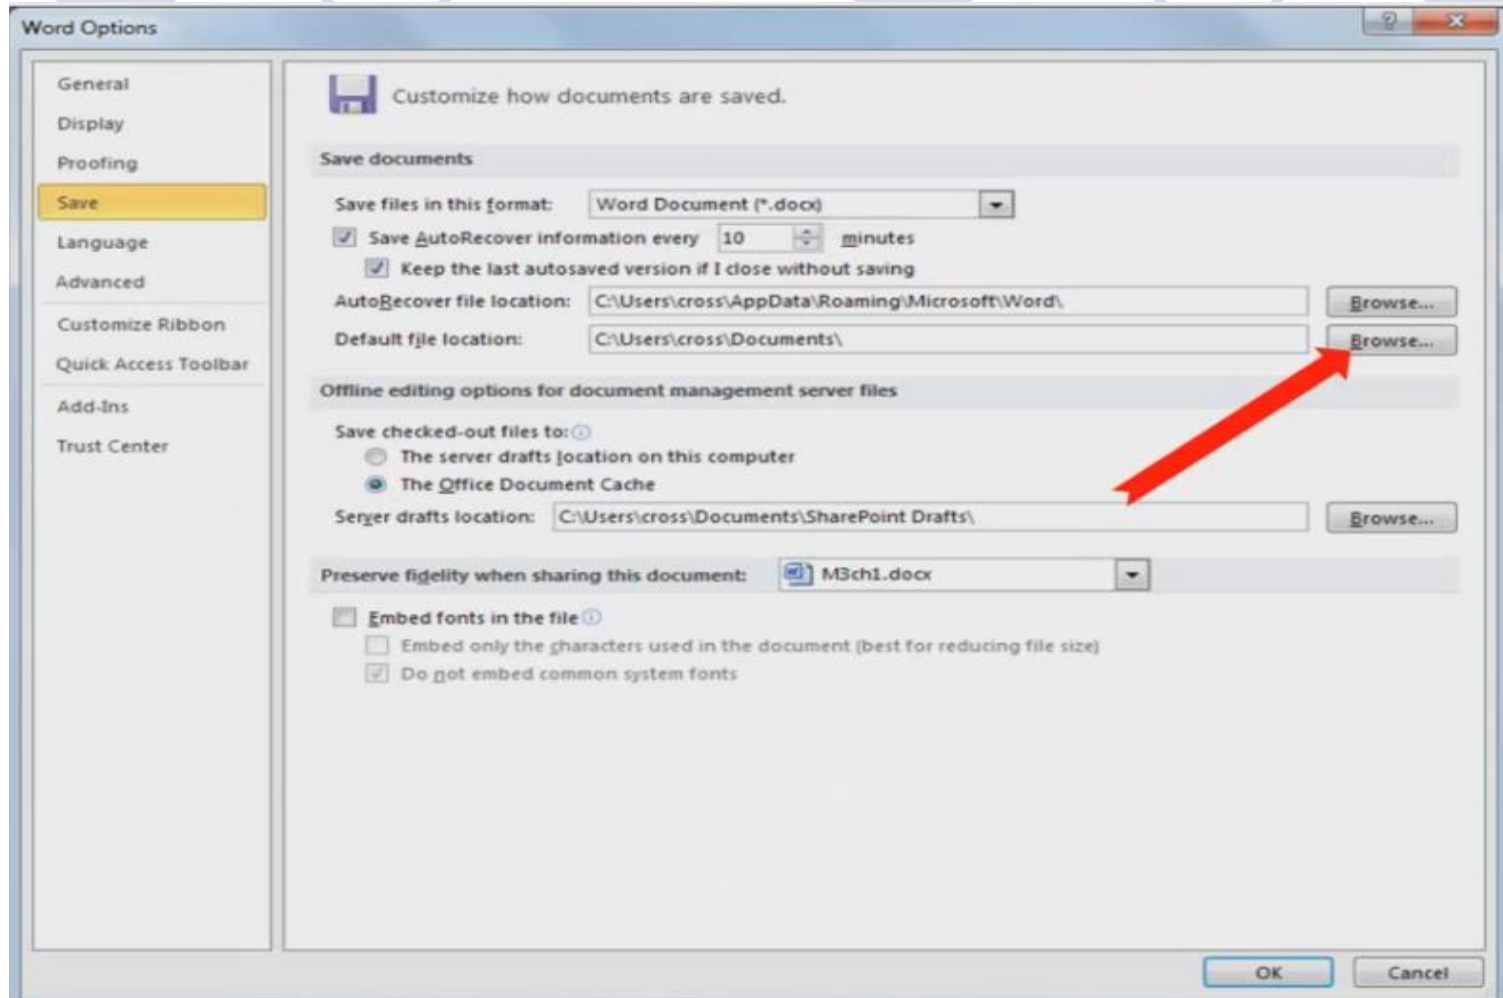 Word Options
General
Display
Proofing
Save
Language
Advanced
Customize Ribbon
Quick Access Toolbar
Add-Ins
Trust Center
Customize how documents are saved.
Save documents
Save files in this format: Word Document (*.docx)
Save AutoRecover information every 10 minutes
Keep the last autosaved version if I close without saving
AutoRecover file location: C:\Users\cross\AppData\Roaming\Microsoft\Word\ Browse...
Default file location: C:\Users\cross\Documents\ Browse...
Offline editing options for document management server files
Save checked-out files to:
The server drafts location on this computer
The Office Document Cache
Server drafts location: C:\Users\cross\Documents\SharePoint Drafts\ Browse...
Preserve fidelity when sharing this document: M3ch1.docx
Embed fonts in the file
Embed only the characters used in the document (best for reducing file size)
Do not embed common system fonts
OK Cancel